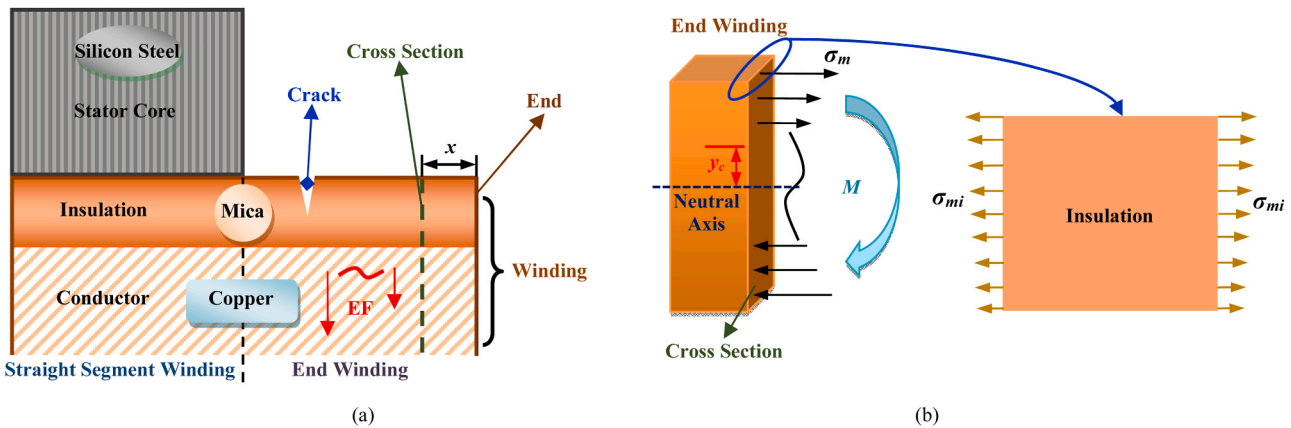 Silicon Steel
Stator Core
Cross Section
Crack
End
x
Insulation
Mica
Winding
Conductor
Copper
EF
Straight Segment Winding
End Winding
(a)
End Winding
σm
yc
M
Neutral
Axis
Cross Section
σmi
Insulation
σmi
(b)